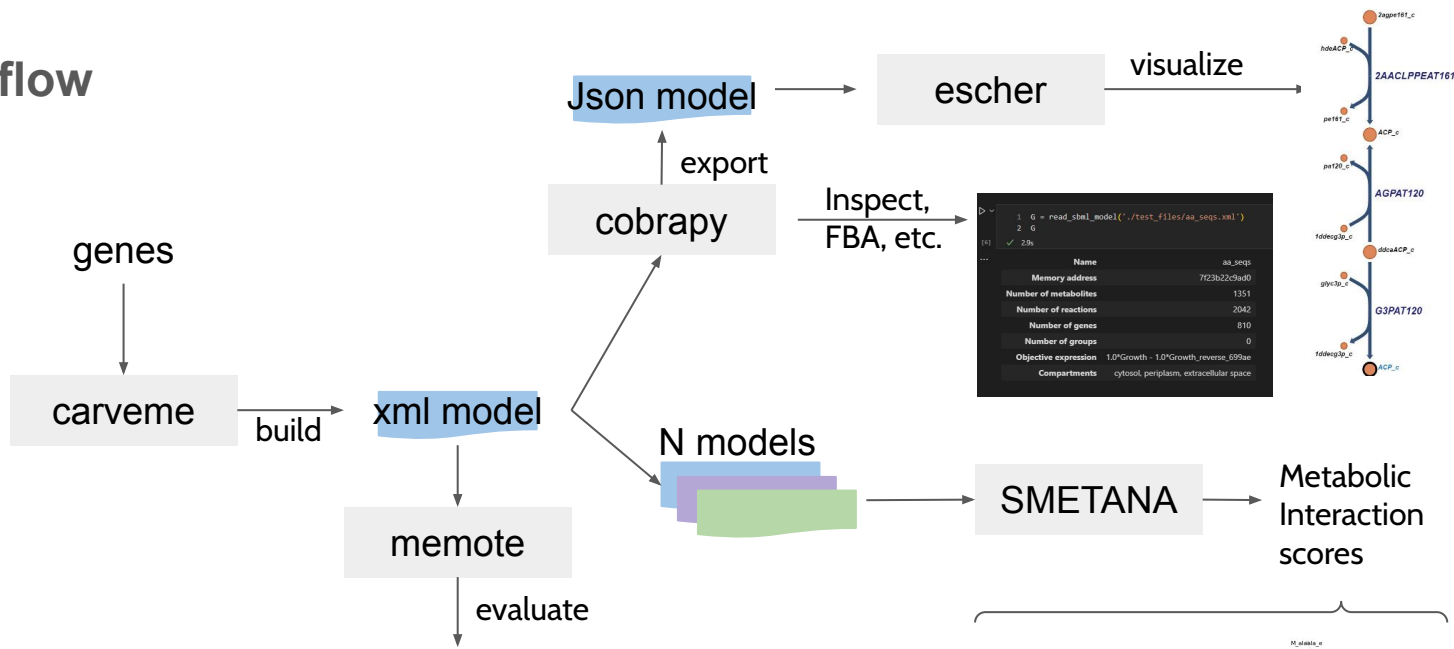 flow
genes
carveme
build
xml model
memote
evaluate
Json model
export
cobrapy
escher
visualize
Inspect,
FBA, etc.
1 G = read_sbml_model('./test_files/aa_seqs.xml')
2 G
[6] ✓ 2.9s
...
Name aa_seqs
Memory address 7f23b22c9ad0
Number of metabolites 1351
Number of reactions 2042
Number of genes 810
Number of groups 0
Objective expression 1.0*Growth - 1.0*Growth_reverse_699ae
Compartments cytosol, periplasm, extracellular space
N models
SMETANA
Metabolic
Interaction
scores
2agpe161_c
hdeACP_c
2AACLPPEAT161
pe161_c
ACP_c
pa120_c
AGPAT120
1ddecg3p_c
ddcaACP_c
glyc3p_c
G3PAT120
1ddecg3p_c
ACP_c